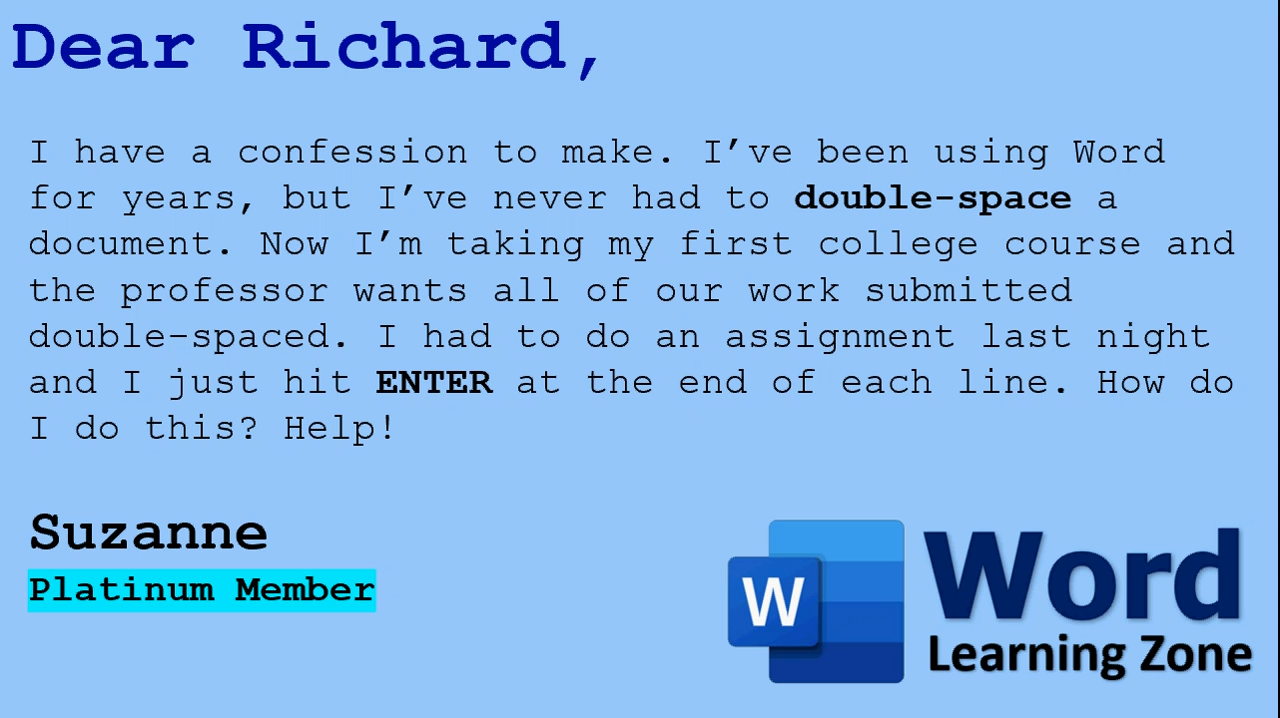 Dear Richard,
I have a confession to make. I’ve been using Word
for years, but I’ve never had to double-space a
document. Now I’m taking my first college course and
the professor wants all of our work submitted
double-spaced. I had to do an assignment last night
and I just hit ENTER at the end of each line. How do
I do this? Help!
Suzanne
Platinum Member
W
Word
Learning Zone